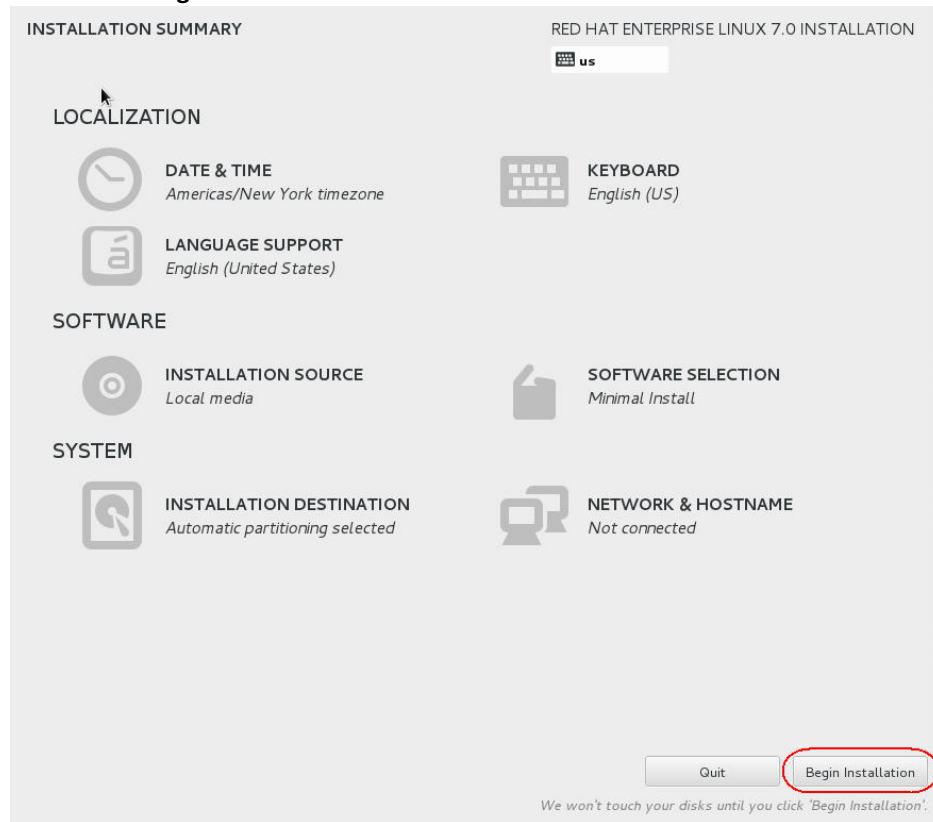 INSTALLATION SUMMARY
RED HAT ENTERPRISE LINUX 7.0 INSTALLATION
us
LOCALIZATION
DATE & TIME
Americas/New York timezone
KEYBOARD
English (US)
LANGUAGE SUPPORT
English (United States)
SOFTWARE
INSTALLATION SOURCE
Local media
SOFTWARE SELECTION
Minimal Install
SYSTEM
INSTALLATION DESTINATION
Automatic partitioning selected
NETWORK & HOSTNAME
Not connected
Quit
Begin Installation
We won't touch your disks until you click 'Begin Installation'.